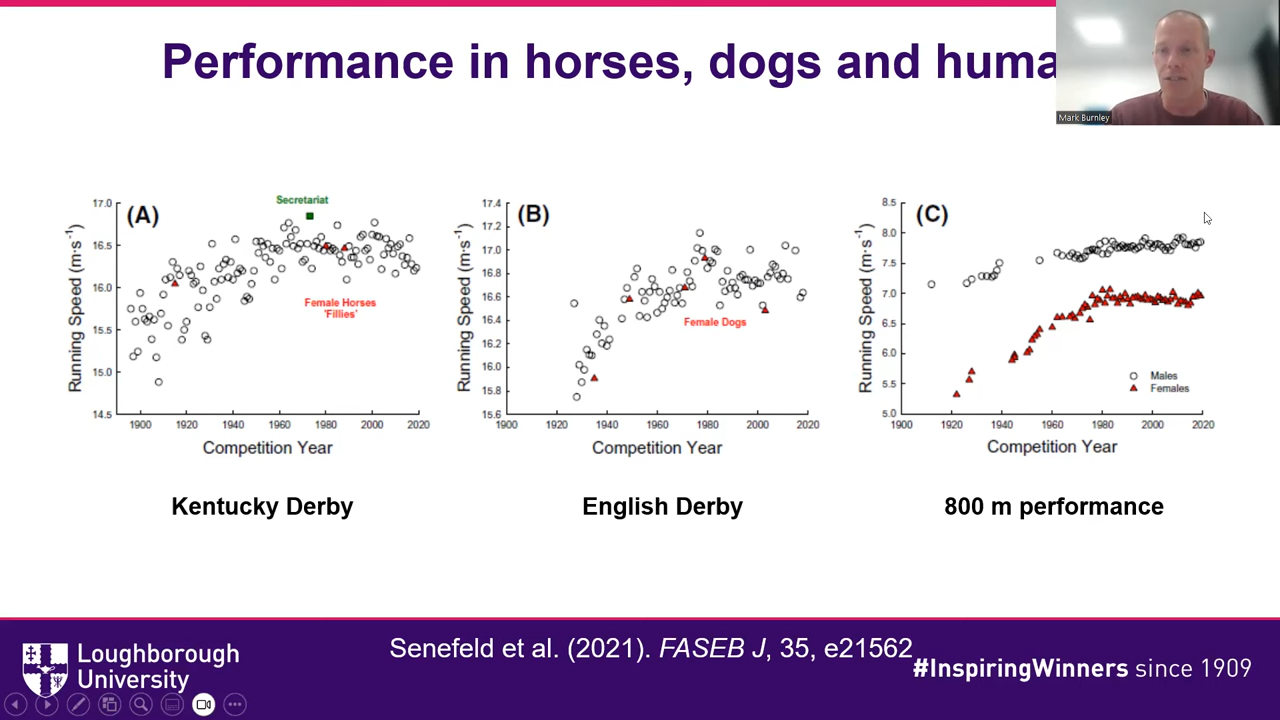 Performance in horses, dogs and huma
Mark Burnley
(A)
Secretariat
Female Horses
'Fillies'
Running Speed (m·s⁻¹)
17.0
16.5
16.0
15.5
15.0
14.5
1900
1920
1940
1960
1980
2000
2020
Competition Year
Kentucky Derby
(B)
Female Dogs
Running Speed (m·s⁻¹)
17.4
17.2
17.0
16.8
16.6
16.4
16.2
16.0
15.8
15.6
1900
1920
1940
1960
1980
2000
2020
Competition Year
English Derby
(C)
Running Speed (m·s⁻¹)
8.5
8.0
7.5
7.0
6.5
6.0
5.5
5.0
Males
Females
1900
1920
1940
1960
1980
2000
2020
Competition Year
800 m performance
Loughborough
University
Senefeld et al. (2021). FASEB J, 35, e21562
#InspiringWinners since 1909